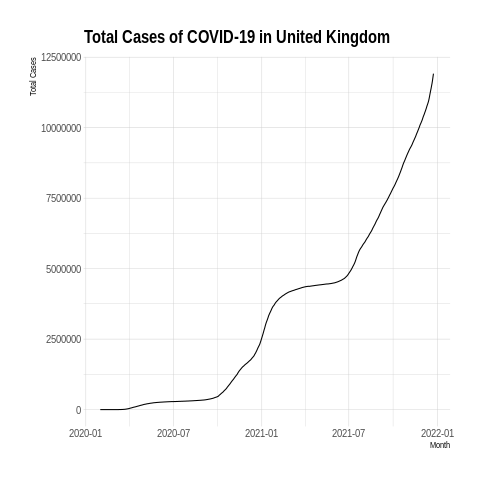 Total Cases of COVID-19 in United Kingdom
Total Cases
12500000
10000000
7500000
5000000
2500000
0
2020-01 2020-07 2021-01 2021-07 2022-01
Month